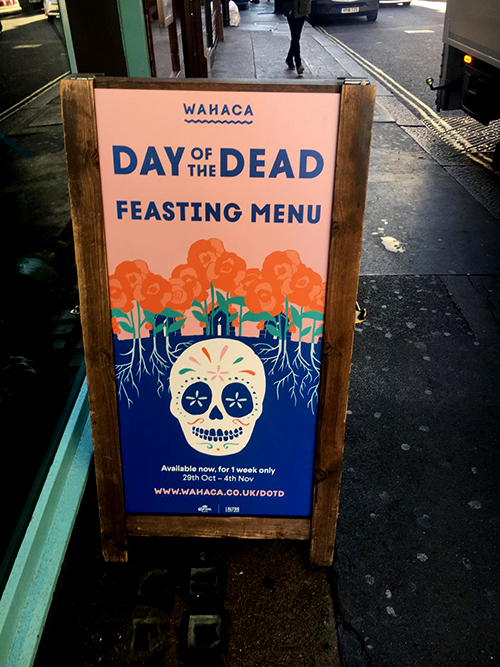 WAHACA
DAY OF THE DEAD
FEASTING MENU
Available now, for 1 week only
29th Oct – 4th Nov
WWW.WAHACA.CO.UK/DOTD